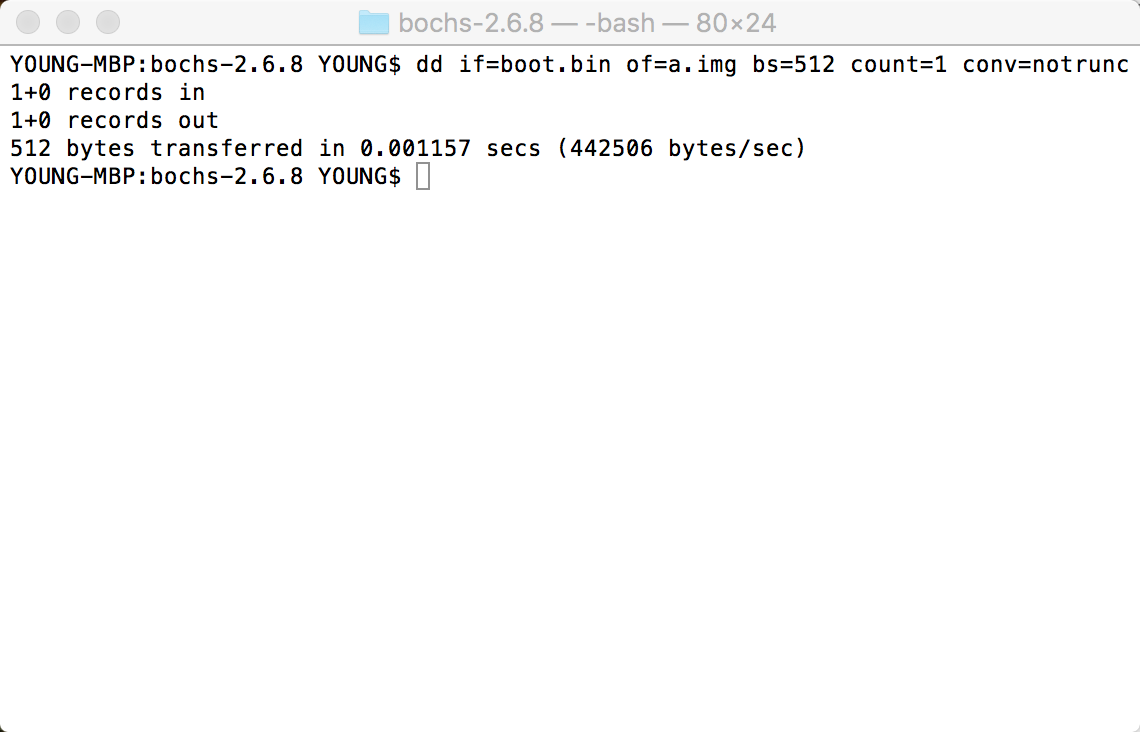 bochs-2.6.8 — -bash — 80×24
YOUNG-MBP:bochs-2.6.8 YOUNG$ dd if=boot.bin of=a.img bs=512 count=1 conv=notrunc
1+0 records in
1+0 records out
512 bytes transferred in 0.001157 secs (442506 bytes/sec)
YOUNG-MBP:bochs-2.6.8 YOUNG$